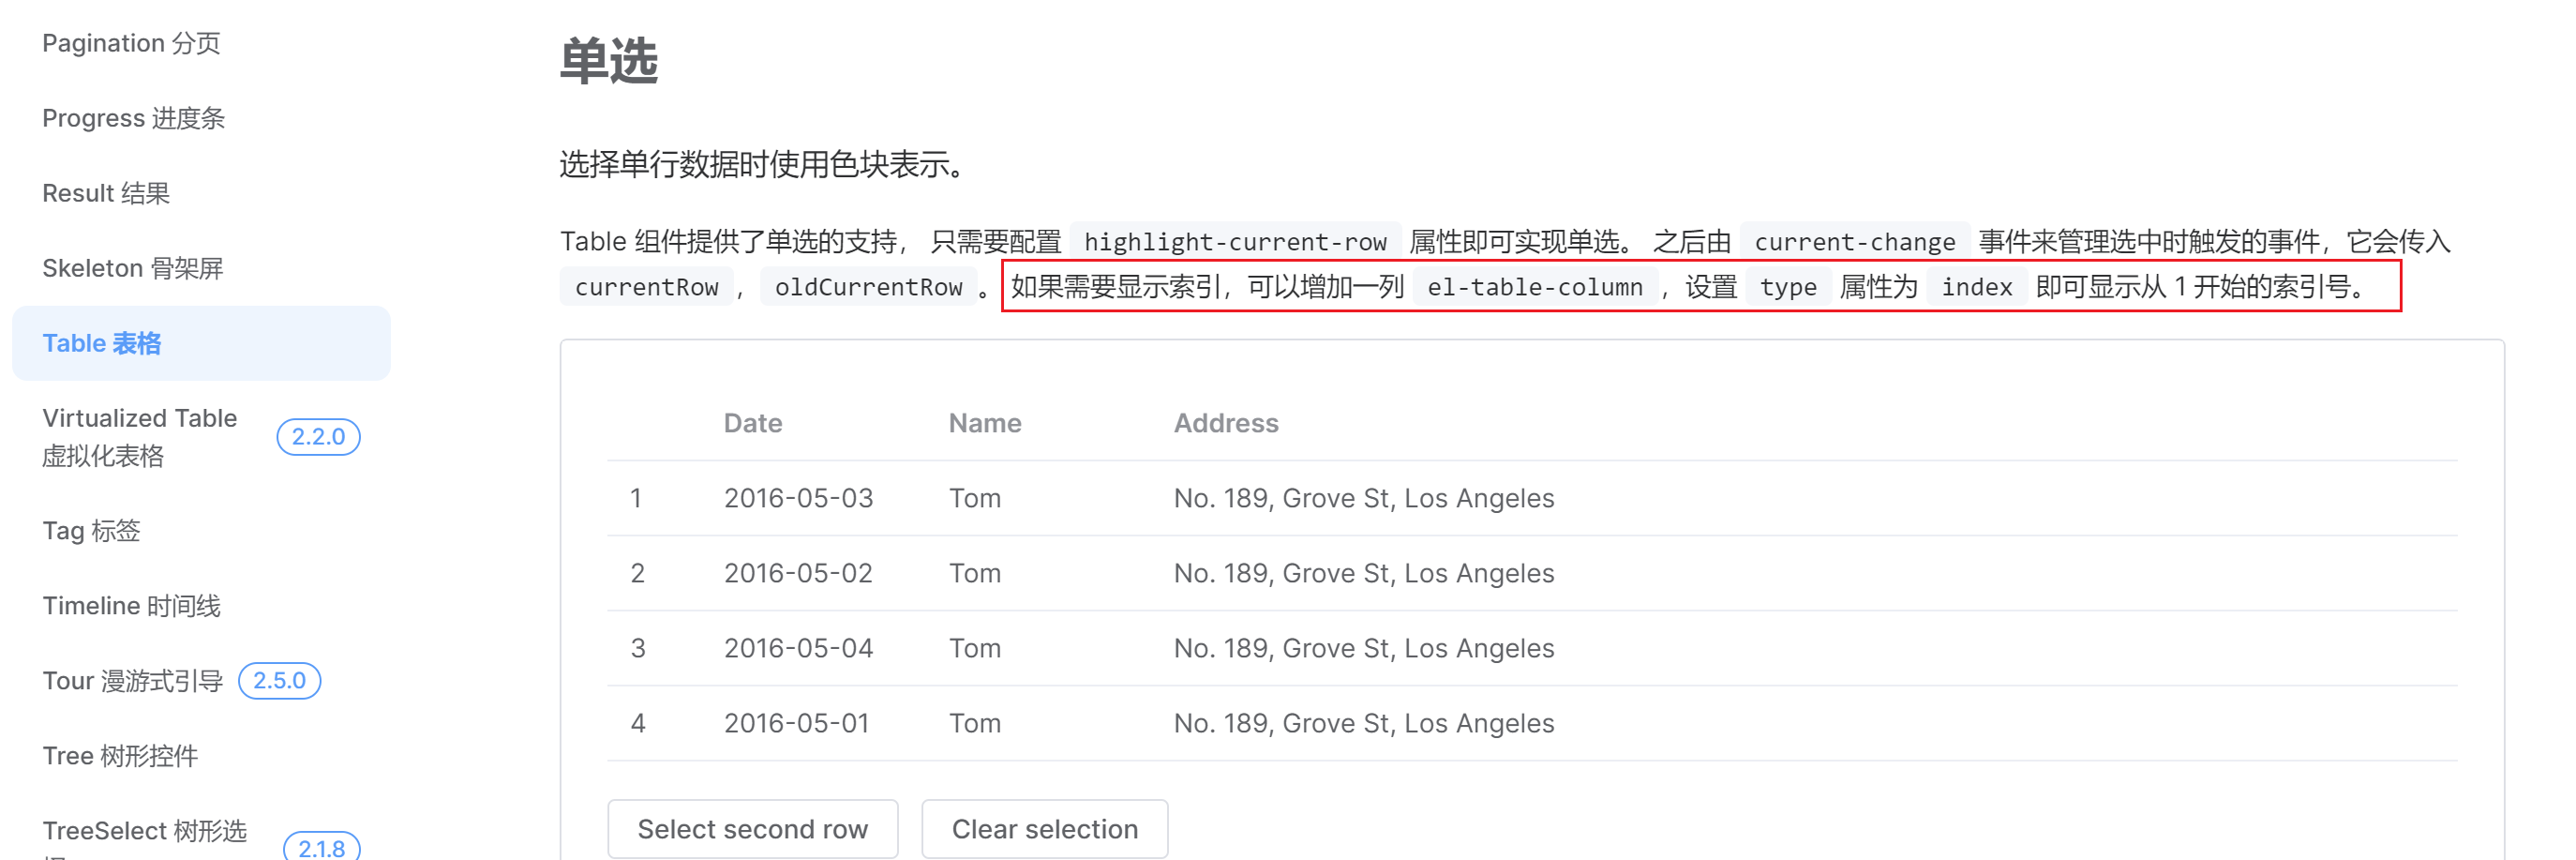 Pagination 分页
Progress 进度条
Result 结果
Skeleton 骨架屏
Table 表格
Virtualized Table
虚拟化表格
2.2.0
Tag 标签
Timeline 时间线
Tour 漫游式引导 2.5.0
Tree 树形控件
TreeSelect 树形选
2.1.8
单选
选择单行数据时使用色块表示。
Table 组件提供了单选的支持， 只需要配置 highlight-current-row 属性即可实现单选。 之后由 current-change 事件来管理选中时触发的事件，它会传入
currentRow ， oldCurrentRow 。 如果需要显示索引，可以增加一列 el-table-column ，设置 type 属性为 index 即可显示从 1 开始的索引号。
Date Name Address
1 2016-05-03 Tom No. 189, Grove St, Los Angeles
2 2016-05-02 Tom No. 189, Grove St, Los Angeles
3 2016-05-04 Tom No. 189, Grove St, Los Angeles
4 2016-05-01 Tom No. 189, Grove St, Los Angeles
Select second row Clear selection